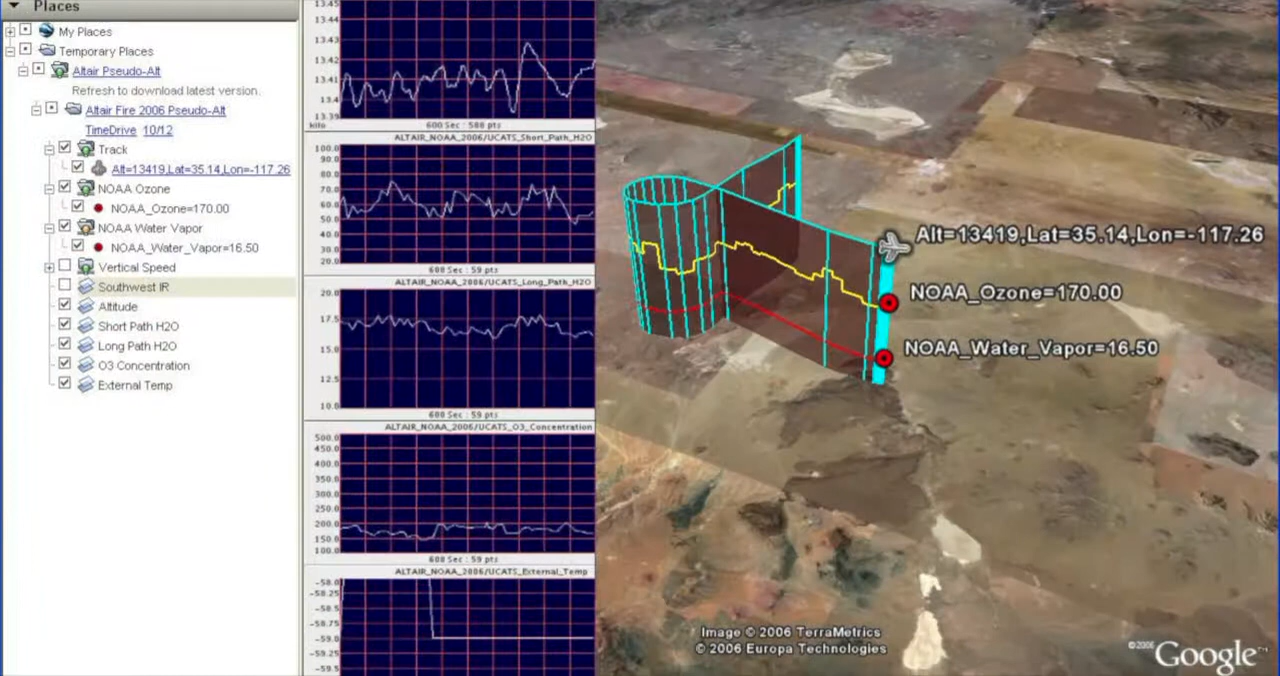 Places
My Places
Temporary Places
Altair Pseudo-Alt
Refresh to download latest version.
Altair Fire 2006 Pseudo-Alt
TimeDrive 10/12
Track
Alt=13419,Lat=35.14,Lon=-117.26
NOAA Ozone
NOAA_Ozone=170.00
NOAA Water Vapor
NOAA_Water_Vapor=16.50
Vertical Speed
Southwest IR
Altitude
Short Path H2O
Long Path H2O
O3 Concentration
External Temp
13.45
13.44
13.43
13.42
13.41
13.4
13.39
kilo
600 Sec : 588 pts
ALTAIR_NOAA_2006/UCATS_Short_Path_H2O
100.0
90.0
80.0
70.0
60.0
50.0
40.0
30.0
20.0
600 Sec : 59 pts
ALTAIR_NOAA_2006/UCATS_Long_Path_H2O
20.0
17.5
15.0
12.5
10.0
600 Sec : 59 pts
ALTAIR_NOAA_2006/UCATS_O3_Concentration
500.0
450.0
400.0
350.0
300.0
250.0
200.0
150.0
100.0
600 Sec : 59 pts
ALTAIR_NOAA_2006/UCATS_External_Temp
-58.0
-58.25
-58.5
-58.75
-59.0
-59.25
-59.5
Alt=13419,Lat=35.14,Lon=-117.26
NOAA_Ozone=170.00
NOAA_Water_Vapor=16.50
Image © 2006 TerraMetrics
© 2006 Europa Technologies
©2006 Google™